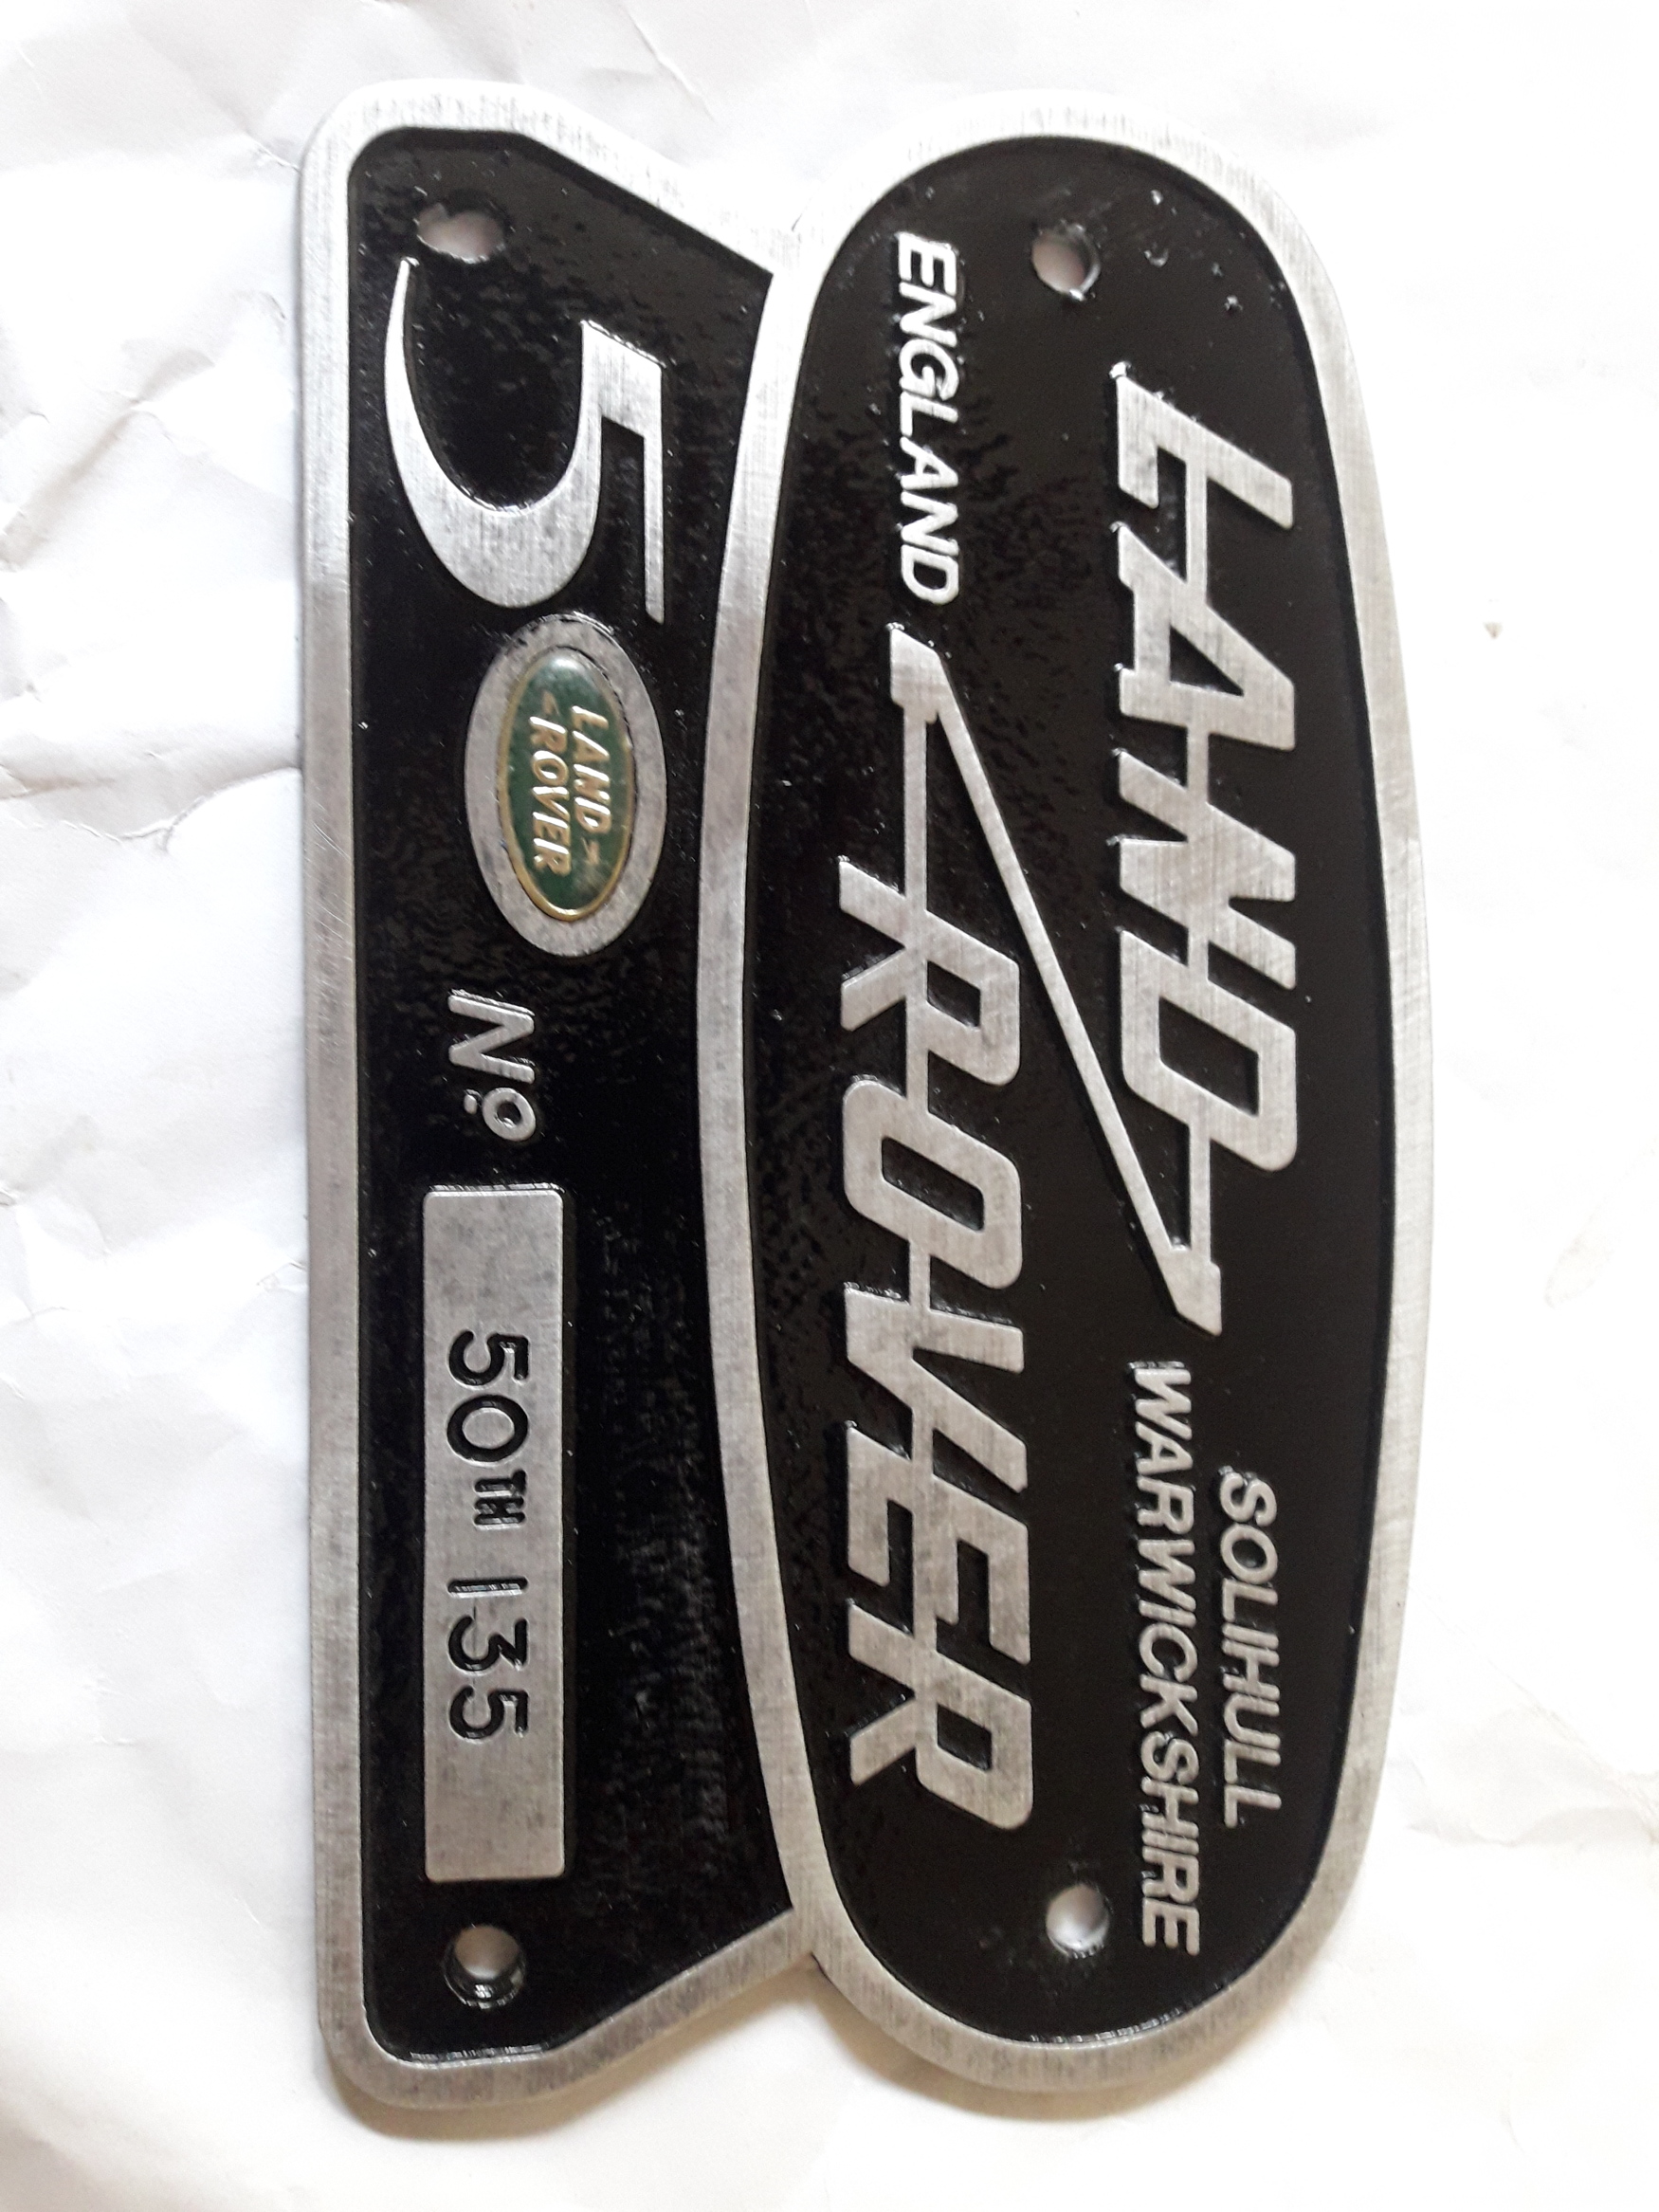 LAND
SOLIHULL
WARWICKSHIRE
ENGLAND
ROVER
5
LAND
ROVER
Nº
50TH 135